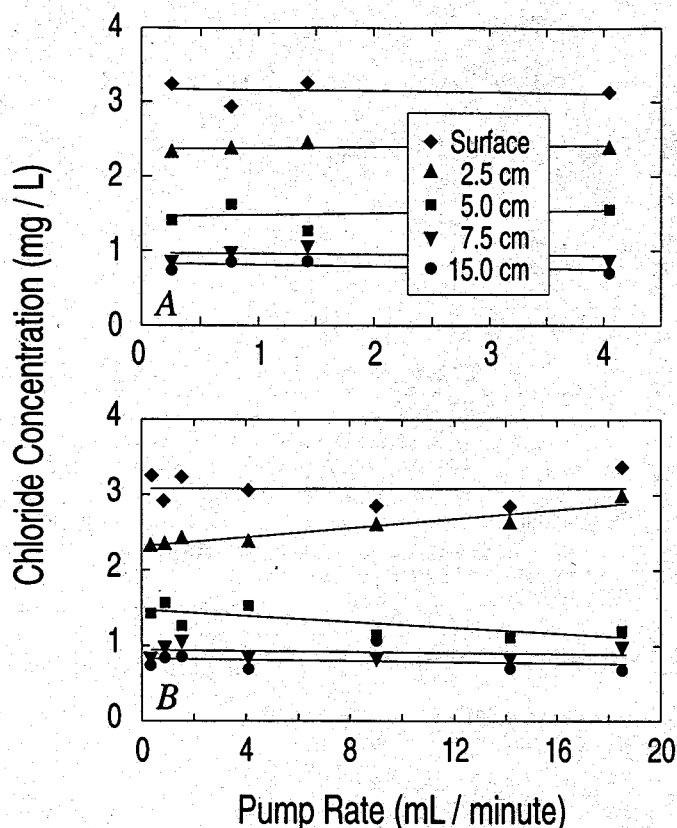 Chloride Concentration (mg / L)
4
3
2
1
0
◆ Surface
▲ 2.5 cm
■ 5.0 cm
▼ 7.5 cm
● 15.0 cm
A
0 1 2 3 4
4
3
2
1
0
B
0 4 8 12 16 20
Pump Rate (mL / minute)